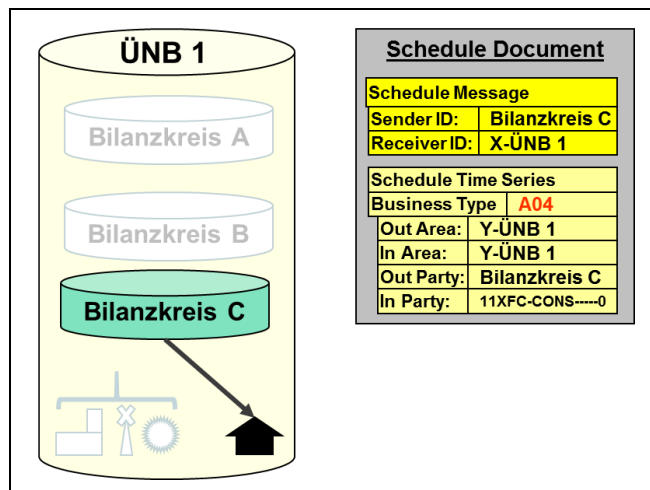 ÜNB 1
Bilanzkreis A
Bilanzkreis B
Bilanzkreis C
Schedule Document
Schedule Message
Sender ID: Bilanzkreis C
Receiver ID: X-ÜNB 1
Schedule Time Series
Business Type A04
Out Area: Y-ÜNB 1
In Area: Y-ÜNB 1
Out Party: Bilanzkreis C
In Party: 11XFC-CONS-----0